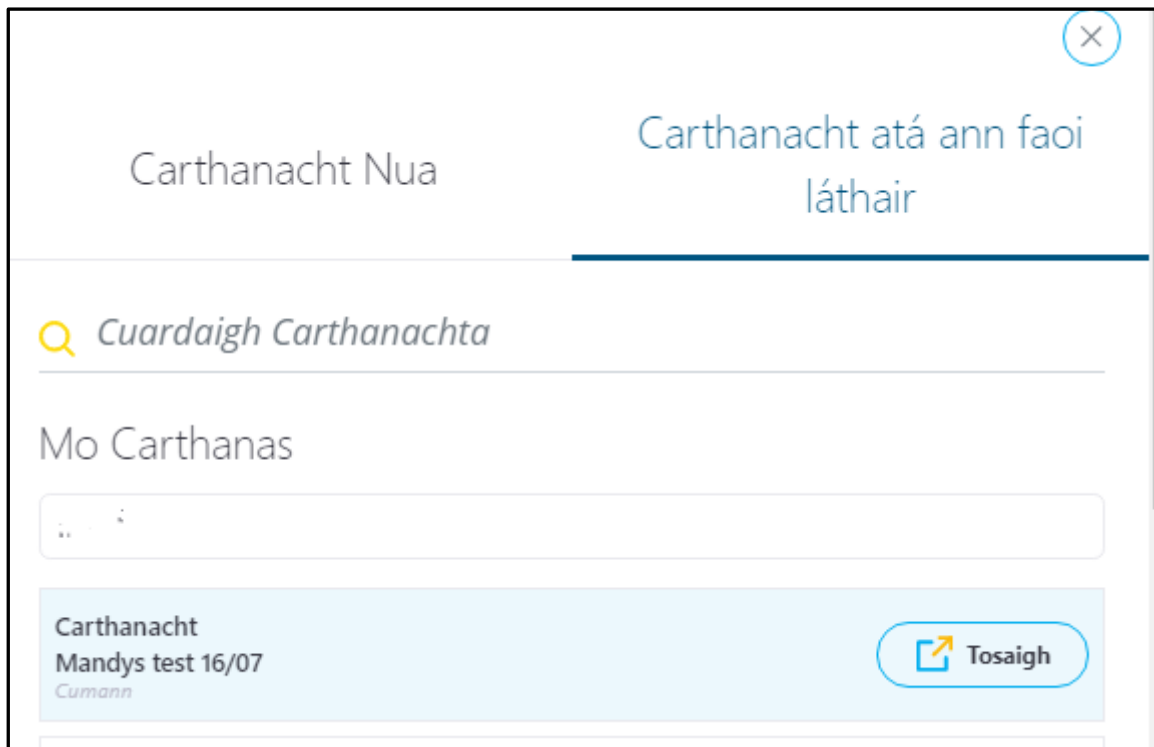 Carthanacht Nua
Carthanacht atá ann faoi
láthair
Cuardaigh Carthanachta
Mo Carthanas
Carthanacht
Mandys test 16/07
Cumann
Tosaigh